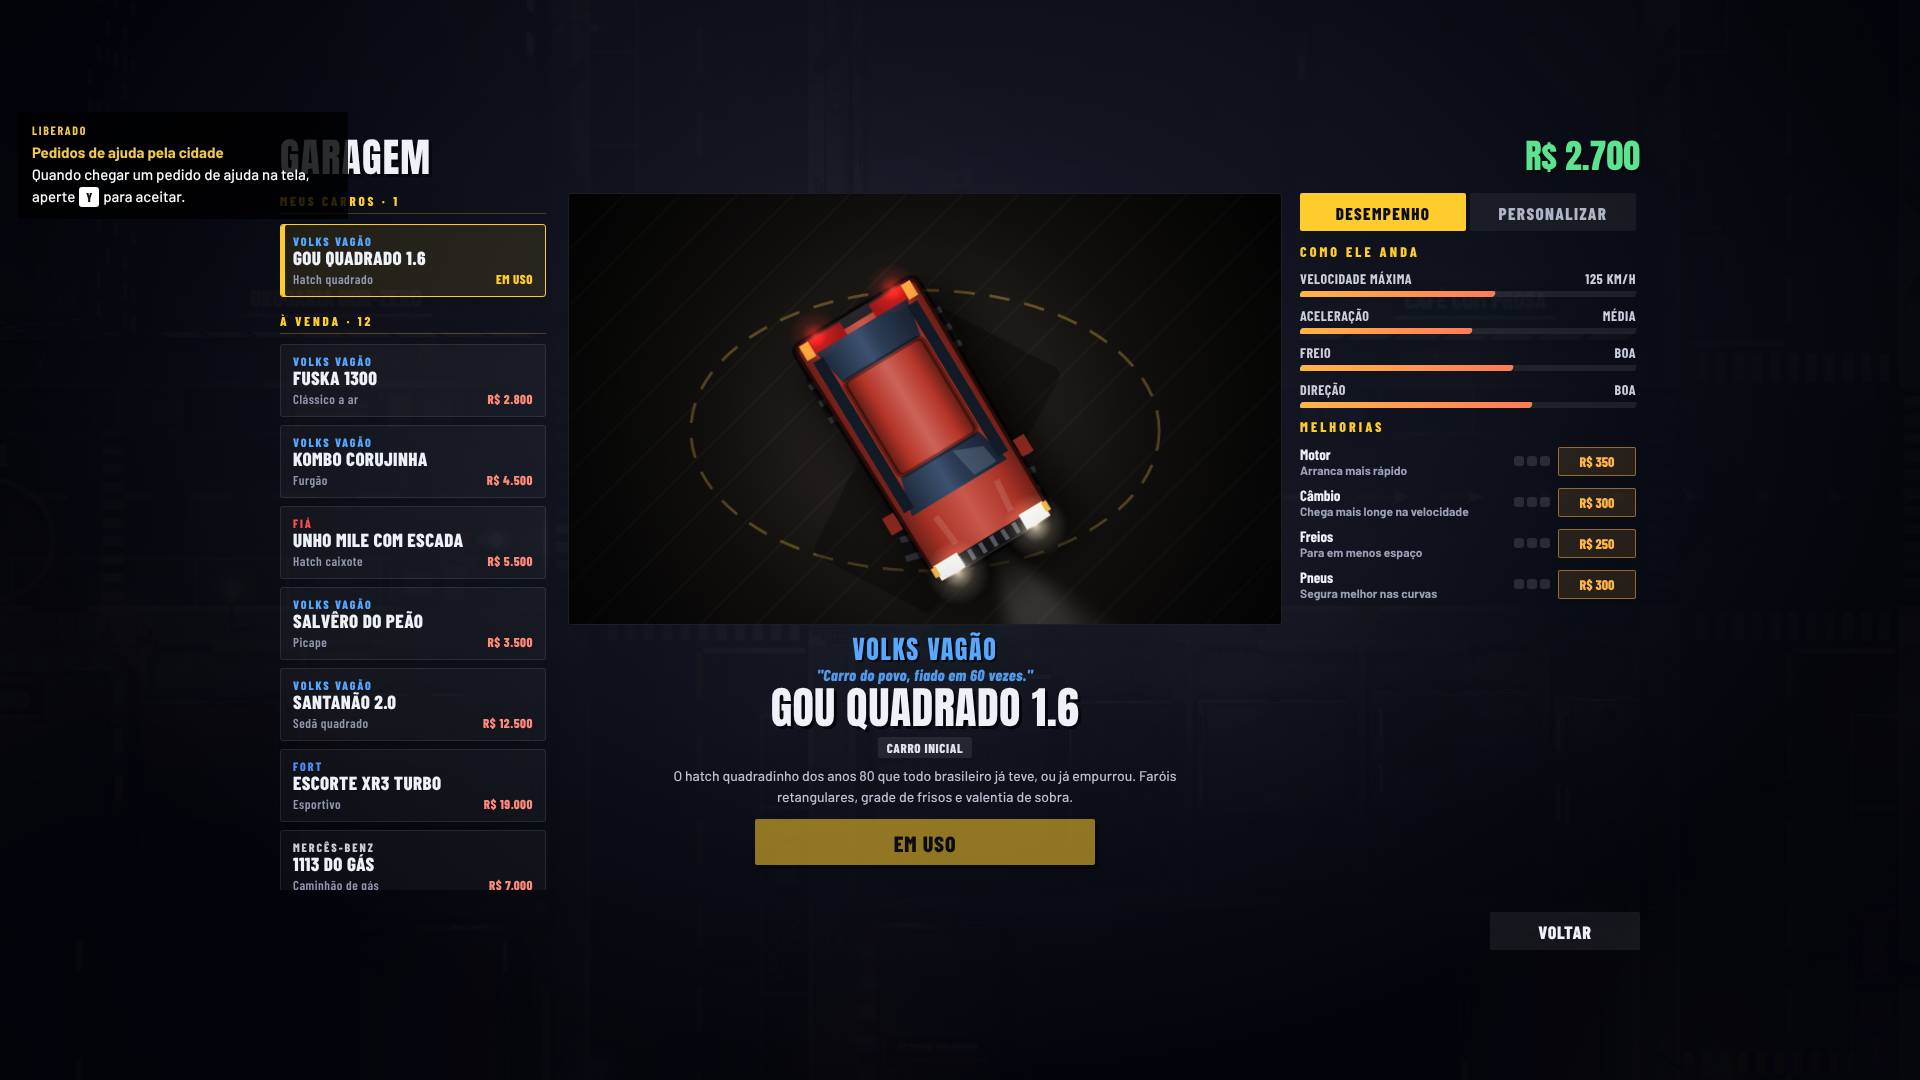 LIBERADO
Pedidos de ajuda pela cidade
Quando chegar um pedido de ajuda na tela,
aperte Y para aceitar.
GARAGEM
R$ 2.700
MEUS CARROS · 1
VOLKS VAGÃO
GOU QUADRADO 1.6
Hatch quadrado
EM USO
À VENDA · 12
VOLKS VAGÃO
FUSKA 1300
Clássico a ar
R$ 2.800
VOLKS VAGÃO
KOMBO CORUJINHA
Furgão
R$ 4.500
FIÁ
UNHO MILE COM ESCADA
Hatch caixote
R$ 5.500
VOLKS VAGÃO
SALVÊRO DO PEÃO
Picape
R$ 3.500
VOLKS VAGÃO
SANTANÃO 2.0
Sedã quadrado
R$ 12.500
FORT
ESCORTE XR3 TURBO
Esportivo
R$ 19.000
MERCÊS-BENZ
1113 DO GÁS
Caminhão de gás
R$ 7.000
VOLKS VAGÃO
"Carro do povo, fiado em 60 vezes."
GOU QUADRADO 1.6
CARRO INICIAL
O hatch quadradinho dos anos 80 que todo brasileiro já teve, ou já empurrou. Faróis
retangulares, grade de frisos e valentia de sobra.
EM USO
DESEMPENHO
PERSONALIZAR
COMO ELE ANDA
VELOCIDADE MÁXIMA
125 KM/H
ACELERAÇÃO
MÉDIA
FREIO
BOA
DIREÇÃO
BOA
MELHORIAS
Motor
Arranca mais rápido
R$ 350
Câmbio
Chega mais longe na velocidade
R$ 300
Freios
Para em menos espaço
R$ 250
Pneus
Segura melhor nas curvas
R$ 300
VOLTAR